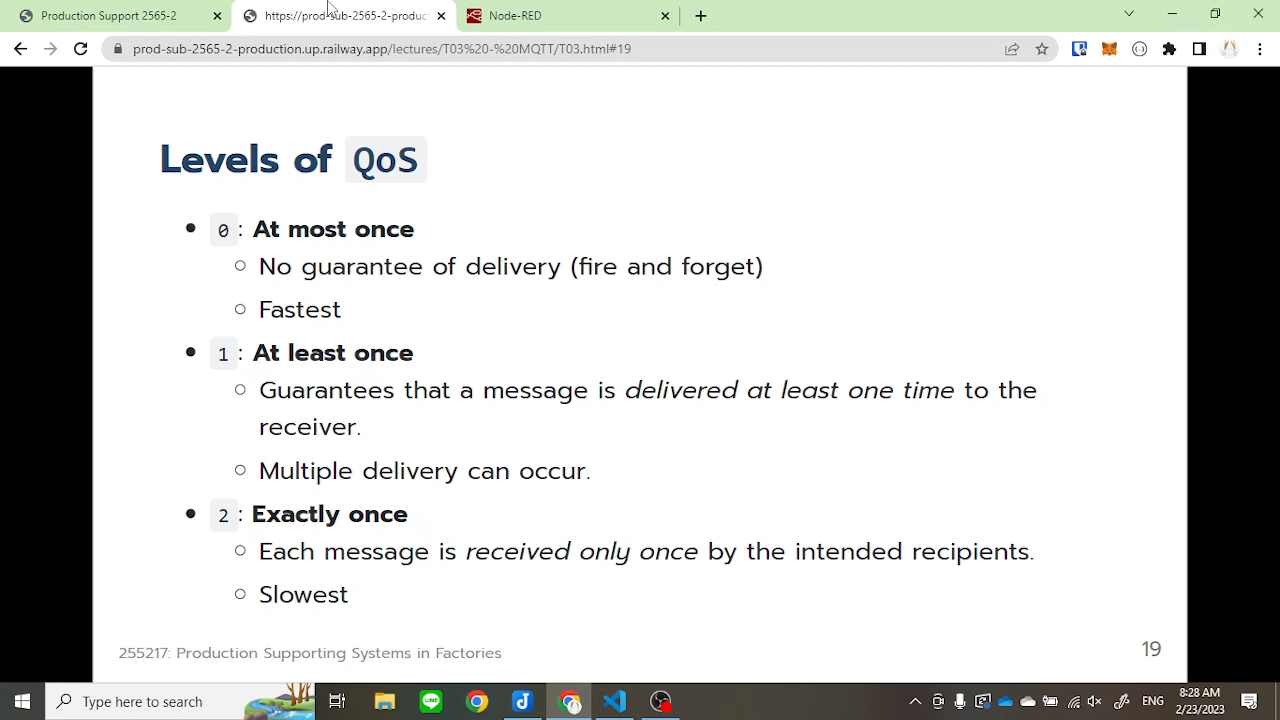 Production Support 2565-2
https://prod-sub-2565-2-produc
Node-RED
prod-sub-2565-2-production.up.railway.app/lectures/T03%20-%20MQTT/T03.html#19
Levels of QoS
0: At most once
No guarantee of delivery (fire and forget)
Fastest
1: At least once
Guarantees that a message is delivered at least one time to the
receiver.
Multiple delivery can occur.
2: Exactly once
Each message is received only once by the intended recipients.
Slowest
255217: Production Supporting Systems in Factories
19
Type here to search
LINE
ENG
8:28 AM
2/23/2023